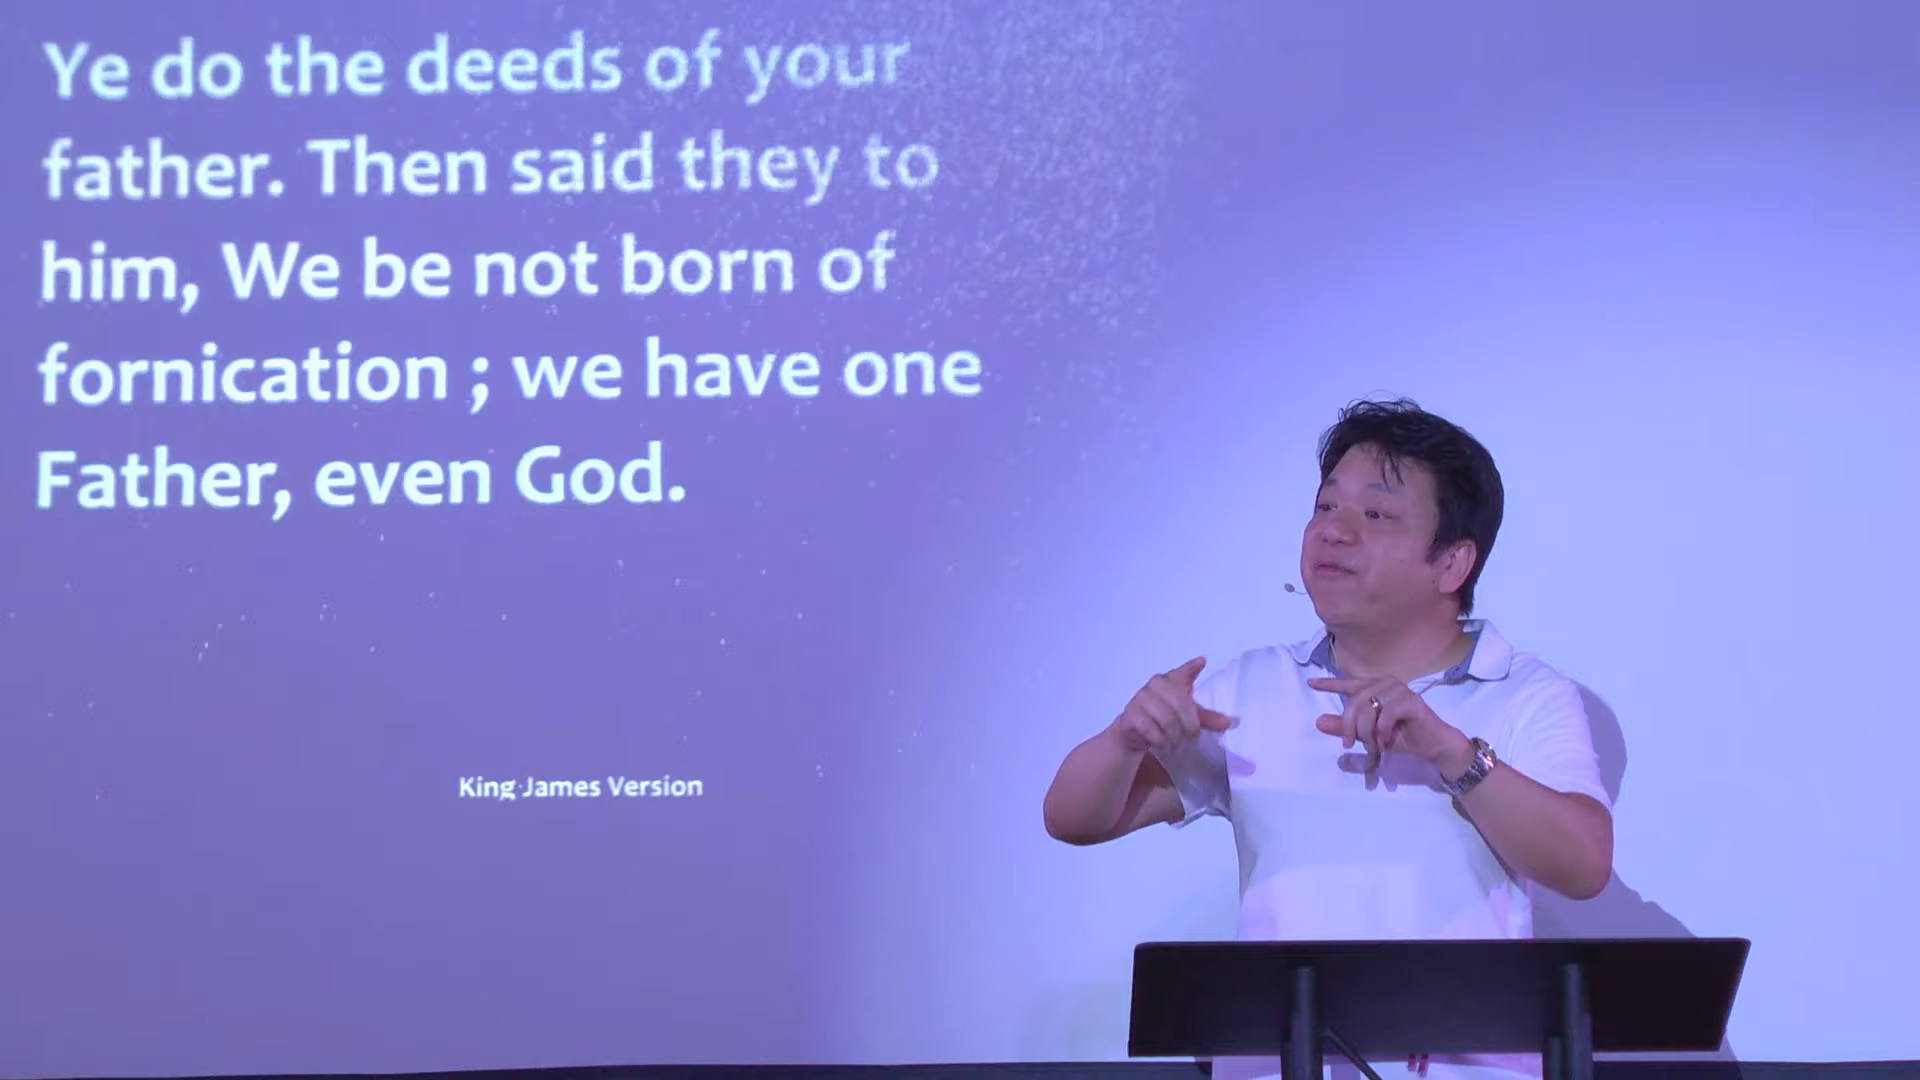 Ye do the deeds of your
father. Then said they to
him, We be not born of
fornication ; we have one
Father, even God.
King James Version